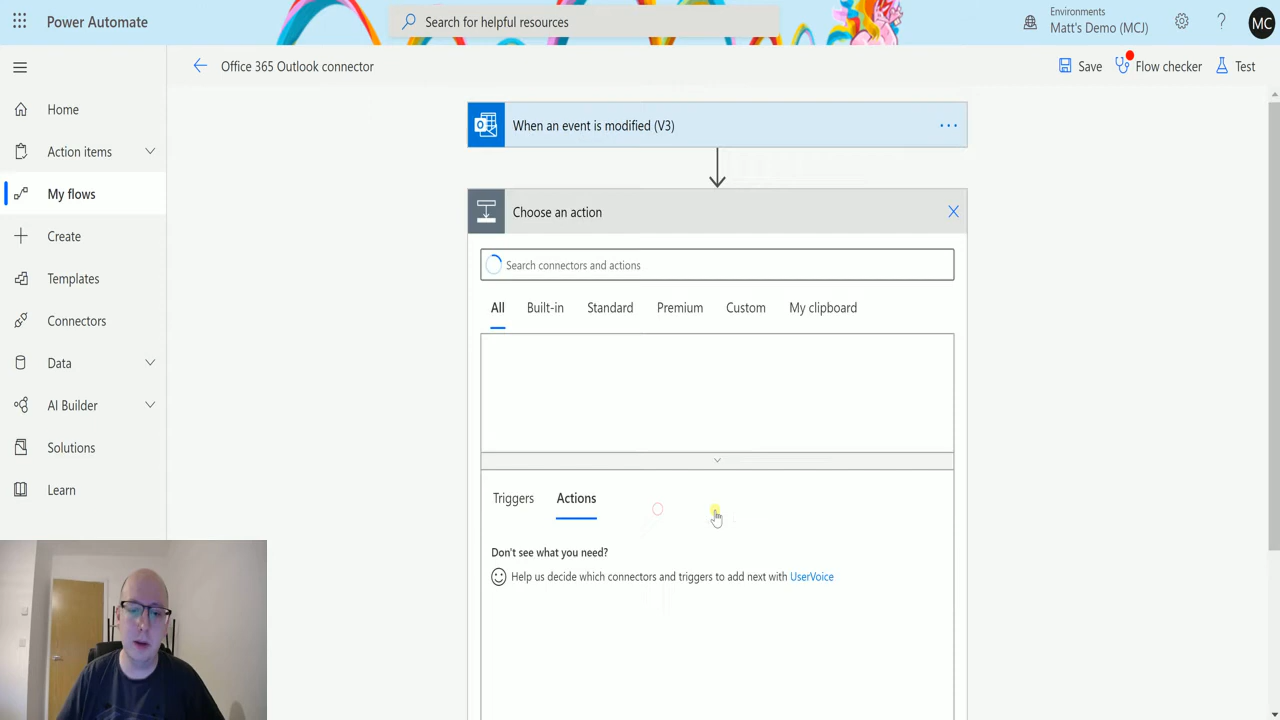 Power Automate
Search for helpful resources
Environments
Matt's Demo (MCJ)
?
MC
Office 365 Outlook connector
Save
Flow checker
Test
Home
Action items
My flows
Create
Templates
Connectors
Data
AI Builder
Solutions
Learn
When an event is modified (V3)
...
Choose an action
Search connectors and actions
All Built-in Standard Premium Custom My clipboard
Triggers Actions
Don't see what you need?
Help us decide which connectors and triggers to add next with UserVoice